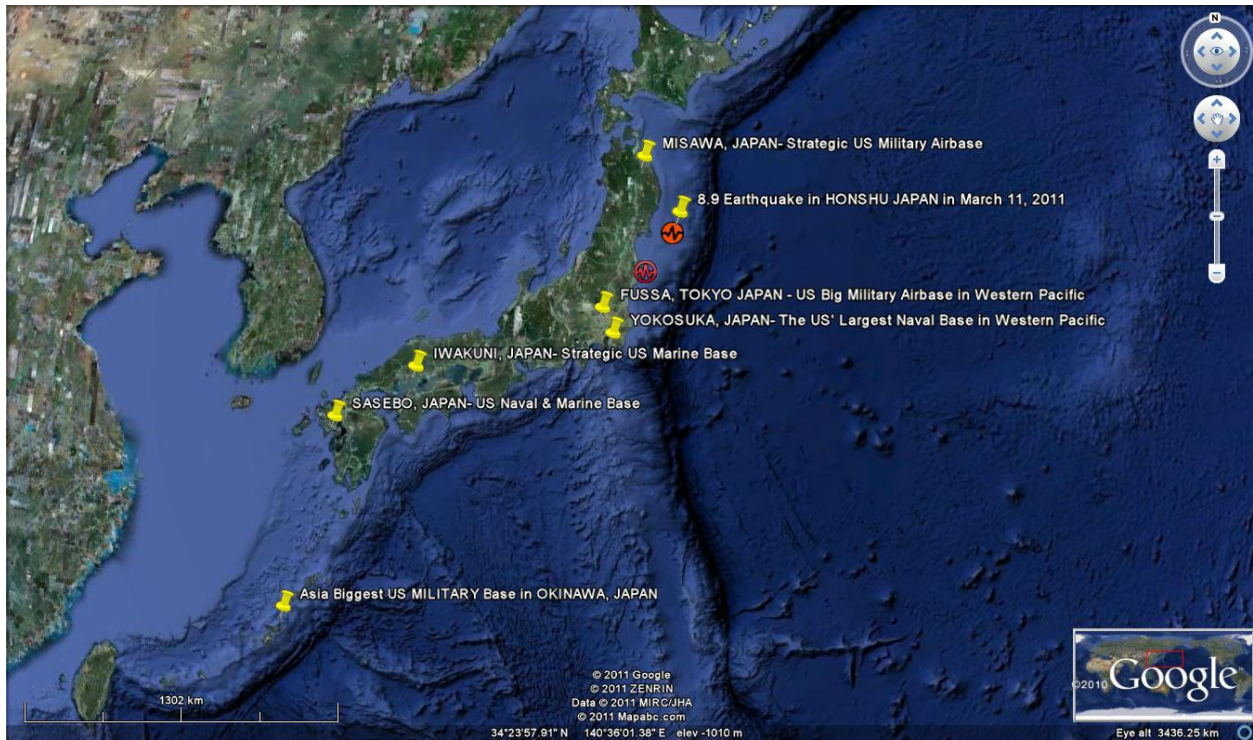 N
MISAWA, JAPAN- Strategic US Military Airbase
8.9 Earthquake in HONSHU JAPAN in March 11, 2011
FUSSA, TOKYO JAPAN - US Big Military Airbase in Western Pacific
YOKOSUKA, JAPAN- The US' Largest Naval Base in Western Pacific
IWAKUNI, JAPAN- Strategic US Marine Base
SASEBO, JAPAN- US Naval & Marine Base
Asia Biggest US MILITARY Base in OKINAWA, JAPAN
1302 km
© 2011 Google
© 2011 ZENRIN
Data © 2011 MIRC/JHA
© 2011 Mapabc.com
©2010 Google
34°23'57.91" N 140°36'01.38" E elev -1010 m
Eye alt 3436.25 km